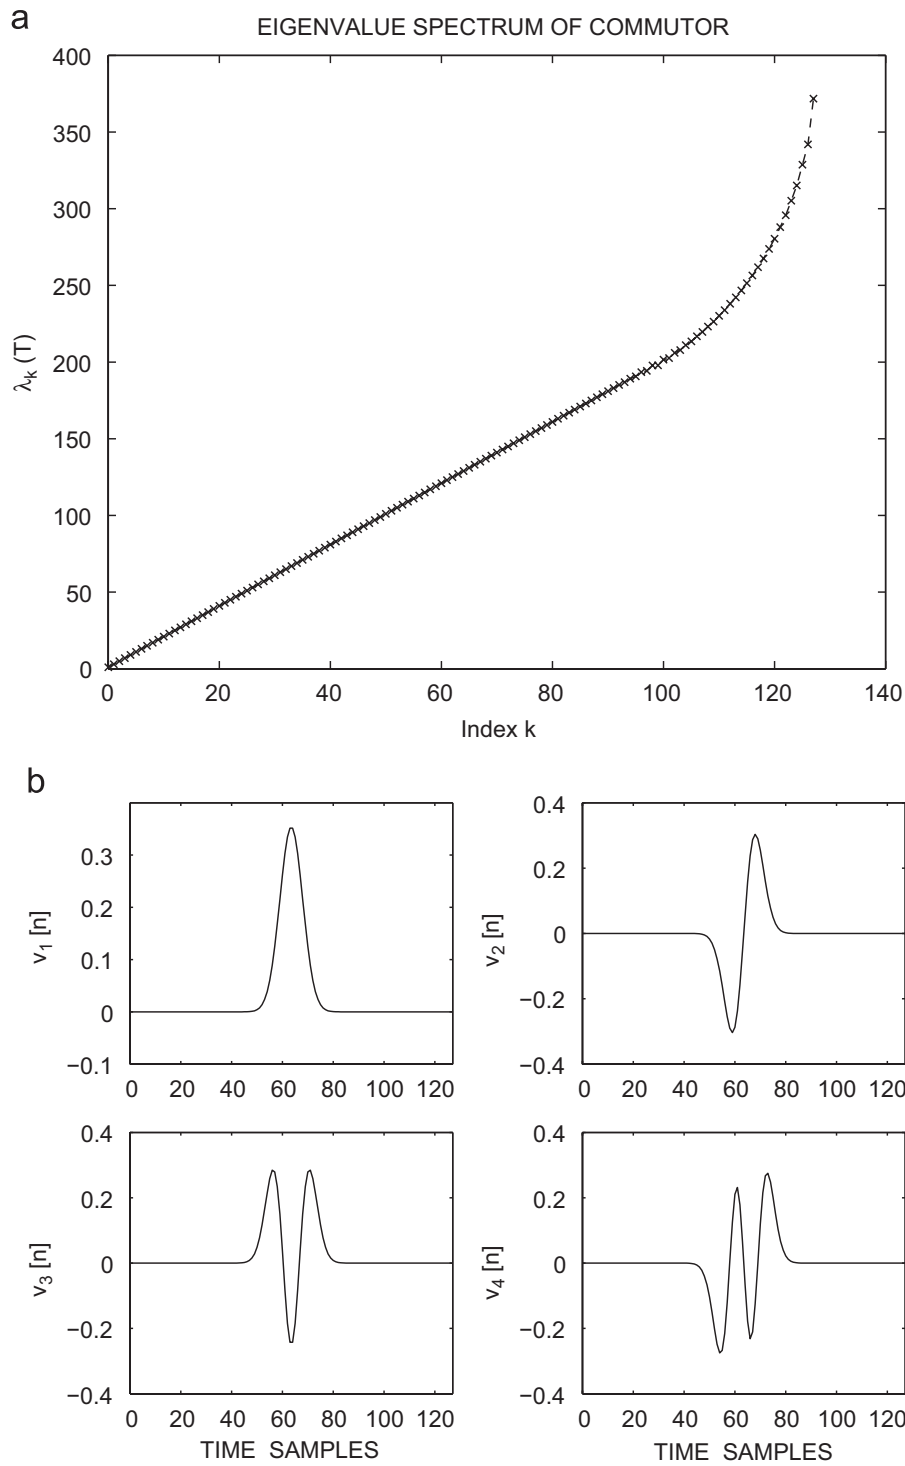 a
EIGENVALUE SPECTRUM OF COMMUTOR
400
350
300
250
200
150
100
50
0
λk (T)
0 20 40 60 80 100 120 140
Index k
b
0.3
0.2
0.1
0
−0.1
v1 [n]
0 20 40 60 80 100 120
0.4
0.2
0
−0.2
−0.4
v2 [n]
0 20 40 60 80 100 120
0.4
0.2
0
−0.2
−0.4
v3 [n]
0 20 40 60 80 100 120
TIME SAMPLES
0.4
0.2
0
−0.2
−0.4
v4 [n]
0 20 40 60 80 100 120
TIME SAMPLES